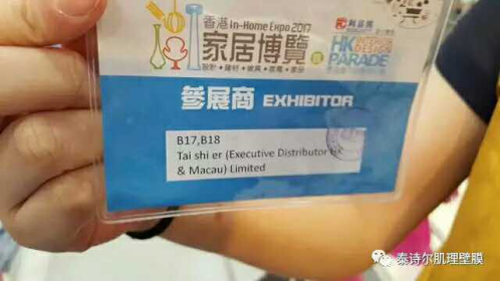 香港 In-Home Expo 2017
家居博覽
HK
PARADE
參展商 EXHIBITOR
B17,B18
Tai shi er (Executive Distributor HK
& Macau) Limited
泰诗尔肌理壁膜